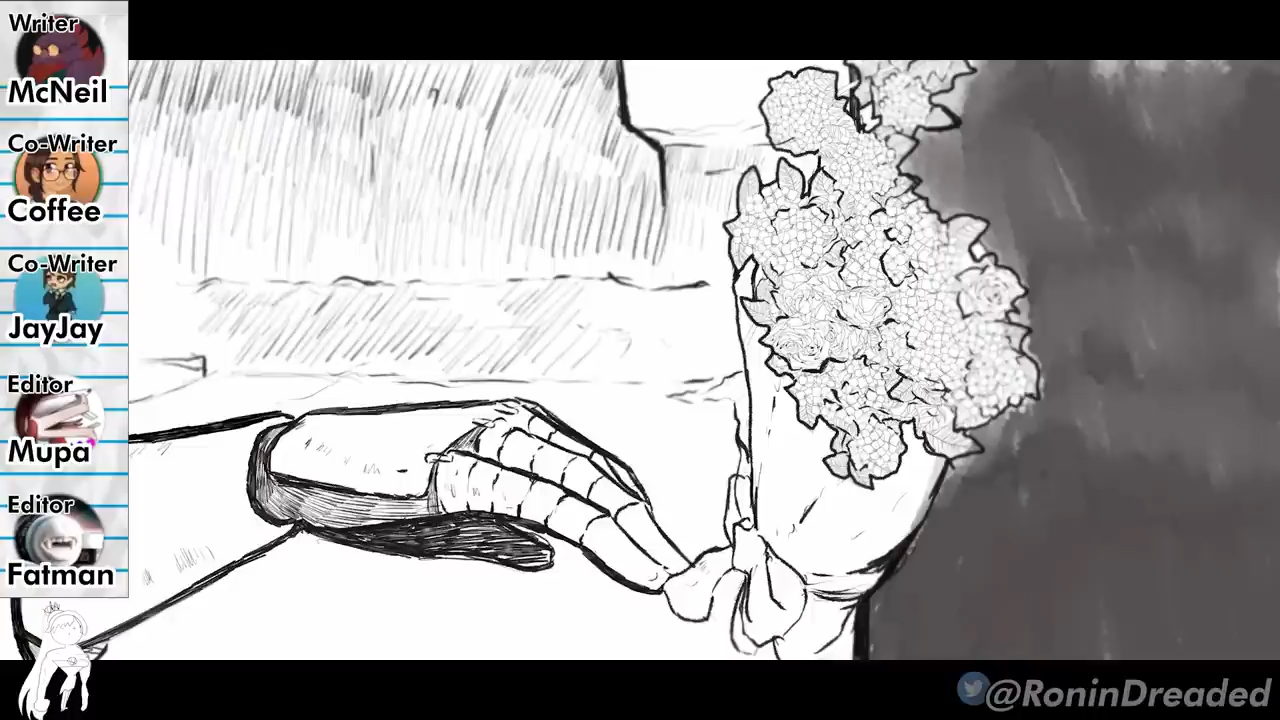 Writer
McNeil
Co-Writer
Coffee
Co-Writer
JayJay
Editor
Mupa
Editor
Fatman
@RoninDreaded